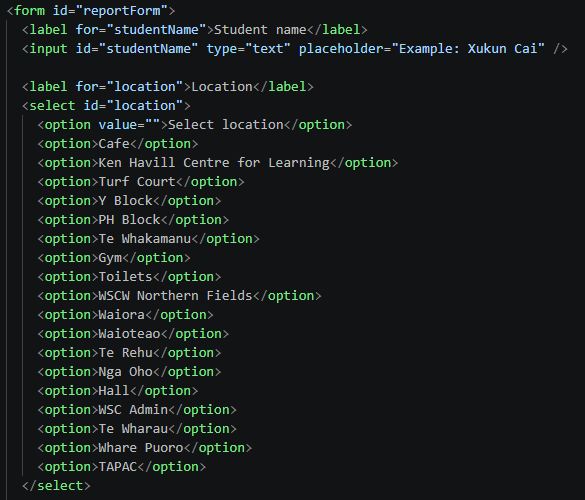 <form id="reportForm">
<label for="studentName">Student name</label>
<input id="studentName" type="text" placeholder="Example: Xukun Cai" />
<label for="location">Location</label>
<select id="location">
<option value="">Select location</option>
<option>Cafe</option>
<option>Ken Havill Centre for Learning</option>
<option>Turf Court</option>
<option>Y Block</option>
<option>PH Block</option>
<option>Te Whakamanu</option>
<option>Gym</option>
<option>Toilets</option>
<option>WSCW Northern Fields</option>
<option>Waiora</option>
<option>Waioteao</option>
<option>Te Rehu</option>
<option>Nga Oho</option>
<option>Hall</option>
<option>WSC Admin</option>
<option>Te Wharau</option>
<option>Whare Puoro</option>
<option>TAPAC</option>
</select>